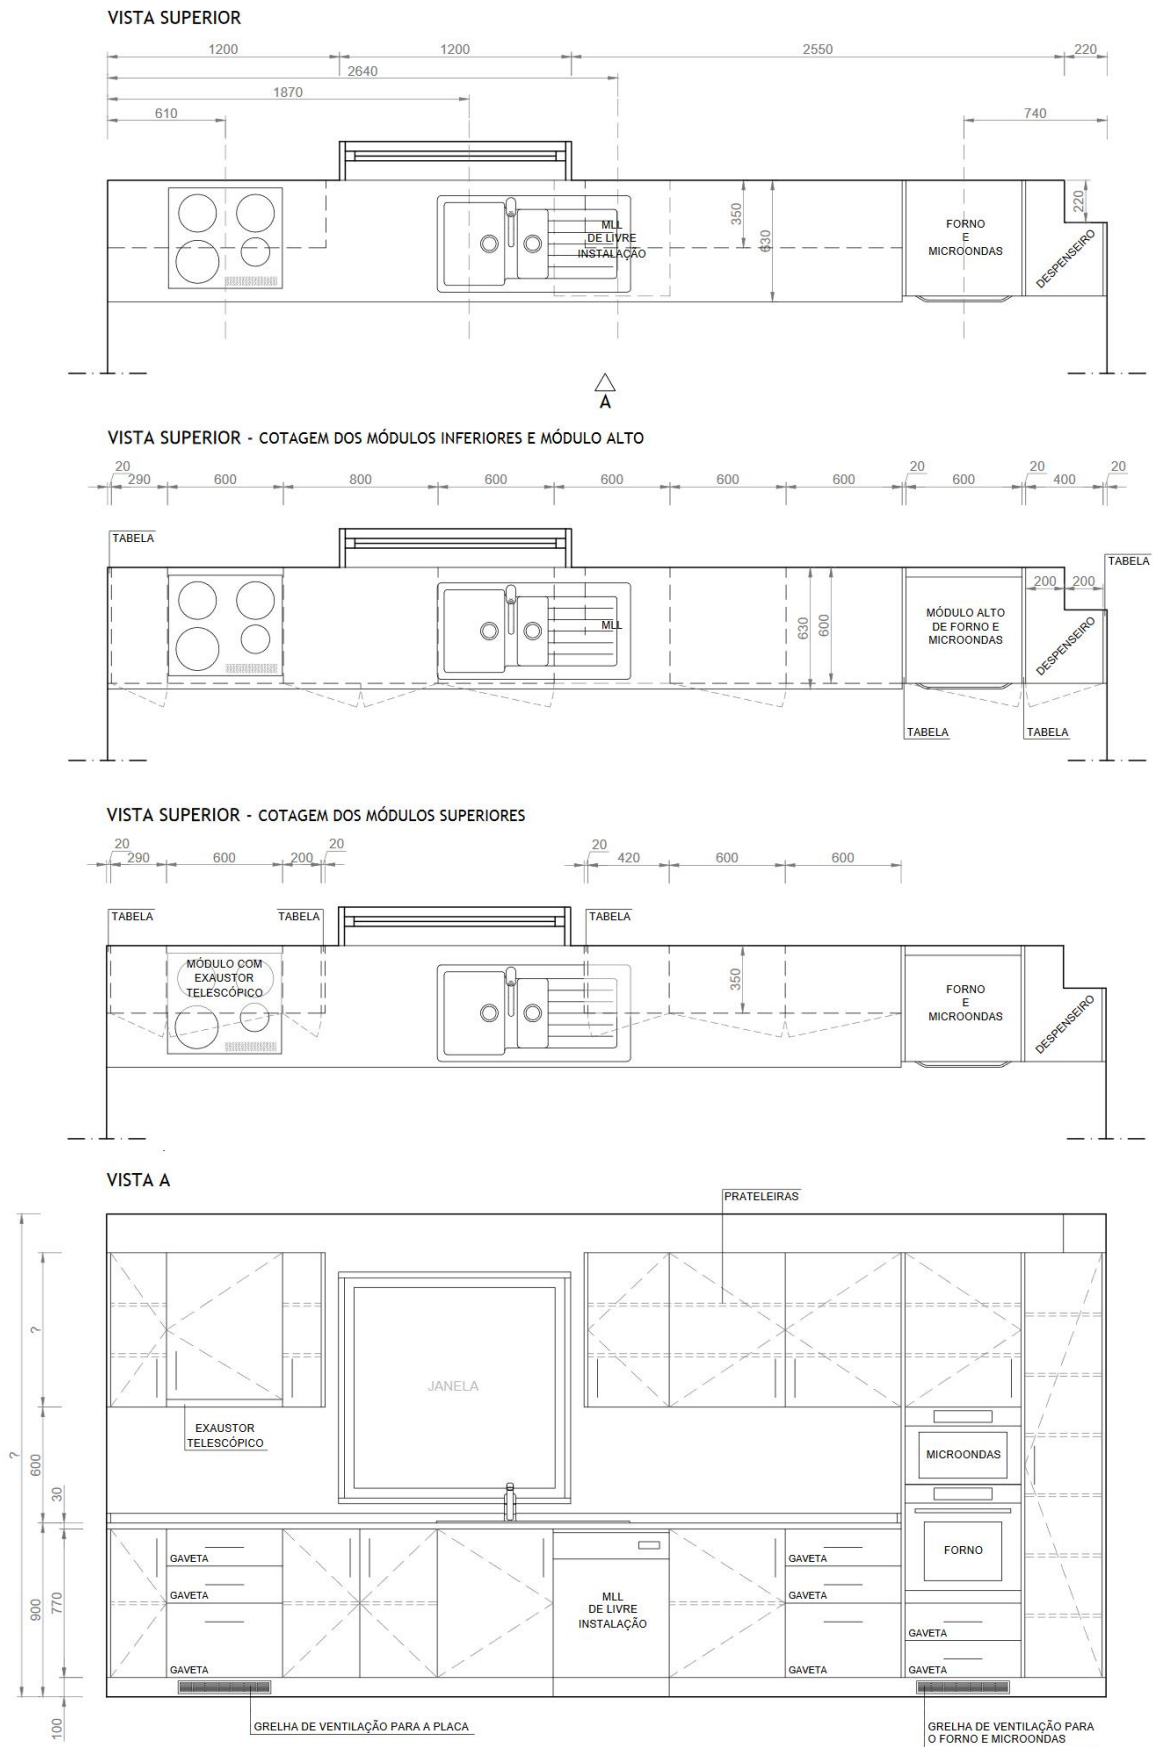 VISTA SUPERIOR
1200 1200 2550 220
2640
1870
610 740
350
630
220
MLL
DE LIVRE
INSTALAÇÃO
FORNO
E
MICROONDAS
DESPENSEIRO
A
VISTA SUPERIOR - COTAGEM DOS MÓDULOS INFERIORES E MÓDULO ALTO
20 20 20 20
290 600 800 600 600 600 600 600 400
TABELA
TABELA
200 200
630
600
MLL
MÓDULO ALTO
DE FORNO E
MICROONDAS
DESPENSEIRO
TABELA TABELA
VISTA SUPERIOR - COTAGEM DOS MÓDULOS SUPERIORES
20 20 20
290 600 200 420 600 600
TABELA TABELA TABELA
MÓDULO COM
EXAUSTOR
TELESCÓPICO
350
FORNO
E
MICROONDAS
DESPENSEIRO
VISTA A
PRATELEIRAS
?
?
JANELA
EXAUSTOR
TELESCÓPICO
600
30
MICROONDAS
FORNO
900
770
GAVETA GAVETA
GAVETA GAVETA
MLL
DE LIVRE
INSTALAÇÃO
GAVETA
GAVETA GAVETA GAVETA
100
GRELHA DE VENTILAÇÃO PARA A PLACA
GRELHA DE VENTILAÇÃO PARA
O FORNO E MICROONDAS